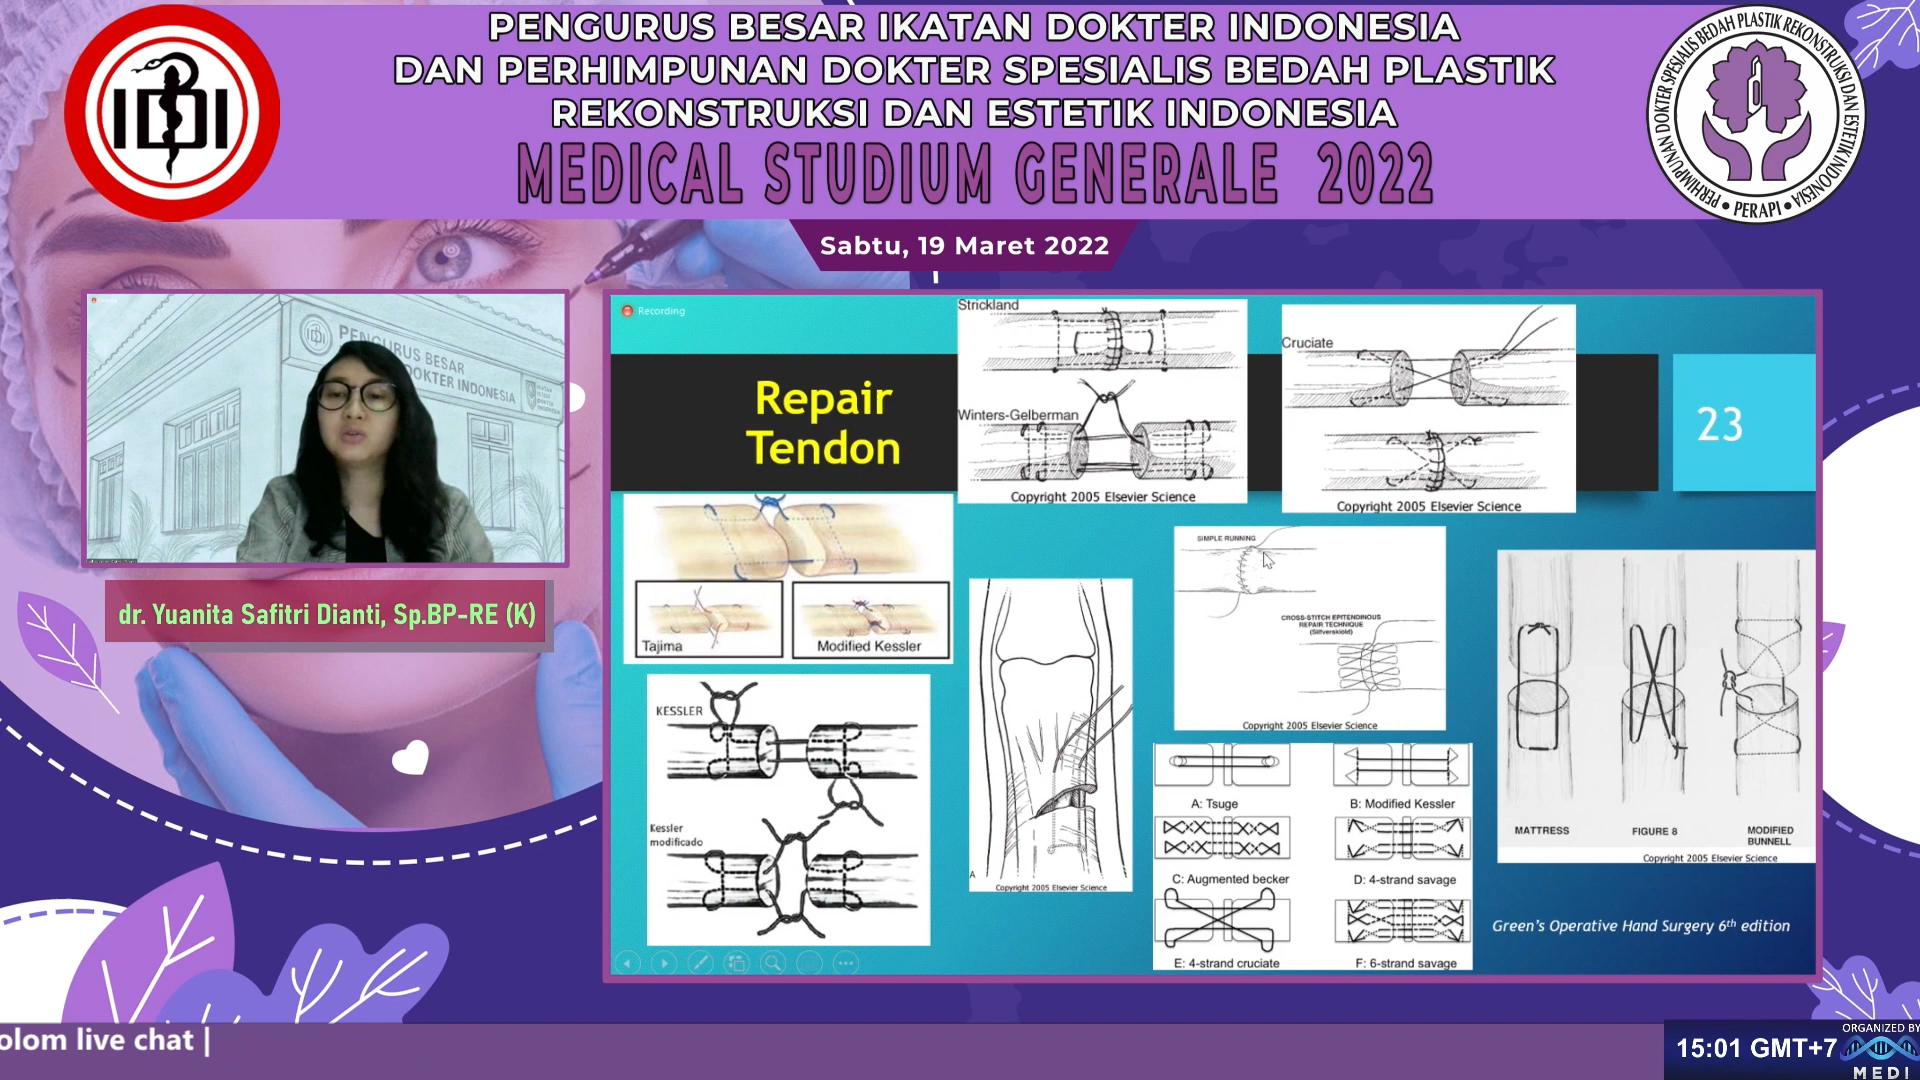 PENGURUS BESAR IKATAN DOKTER INDONESIA
DAN PERHIMPUNAN DOKTER SPESIALIS BEDAH PLASTIK
REKONSTRUKSI DAN ESTETIK INDONESIA
MEDICAL STUDIUM GENERALE 2022
IDI
PERHIMPUNAN DOKTER SPESIALIS BEDAH PLASTIK REKONSTRUKSI DAN ESTETIK INDONESIA
• PERAPI •
Sabtu, 19 Maret 2022
PENGURUS BESAR
DOKTER INDONESIA
dr. Yuanita Safitri Dianti, Sp.BP-RE (K)
Recording
Repair
Tendon
23
Strickland
Winters-Gelberman
Copyright 2005 Elsevier Science
Cruciate
Copyright 2005 Elsevier Science
Tajima
Modified Kessler
KESSLER
Kessler
modificado
A
Copyright 2005 Elsevier Science
SIMPLE RUNNING
CROSS-STITCH EPITENDINOUS
REPAIR TECHNIQUE
(Silfverskiold)
Copyright 2005 Elsevier Science
A: Tsuge
B: Modified Kessler
C: Augmented becker
D: 4-strand savage
E: 4-strand cruciate
F: 6-strand savage
MATTRESS
FIGURE 8
MODIFIED
BUNNELL
Copyright 2005 Elsevier Science
Green's Operative Hand Surgery 6th edition
olom live chat |
15:01 GMT+7
ORGANIZED BY
MEDI